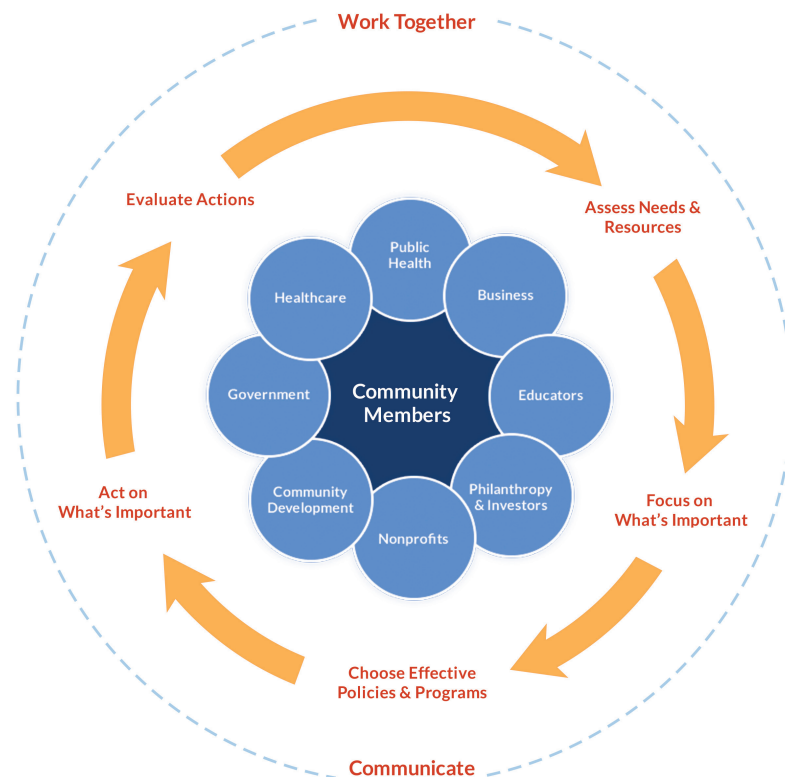 Work Together
Evaluate Actions
Assess Needs &
Resources
Public
Health
Healthcare
Business
Government
Community
Members
Educators
Act on
What’s Important
Community
Development
Philanthropy
& Investors
Focus on
What’s Important
Nonprofits
Choose Effective
Policies & Programs
Communicate